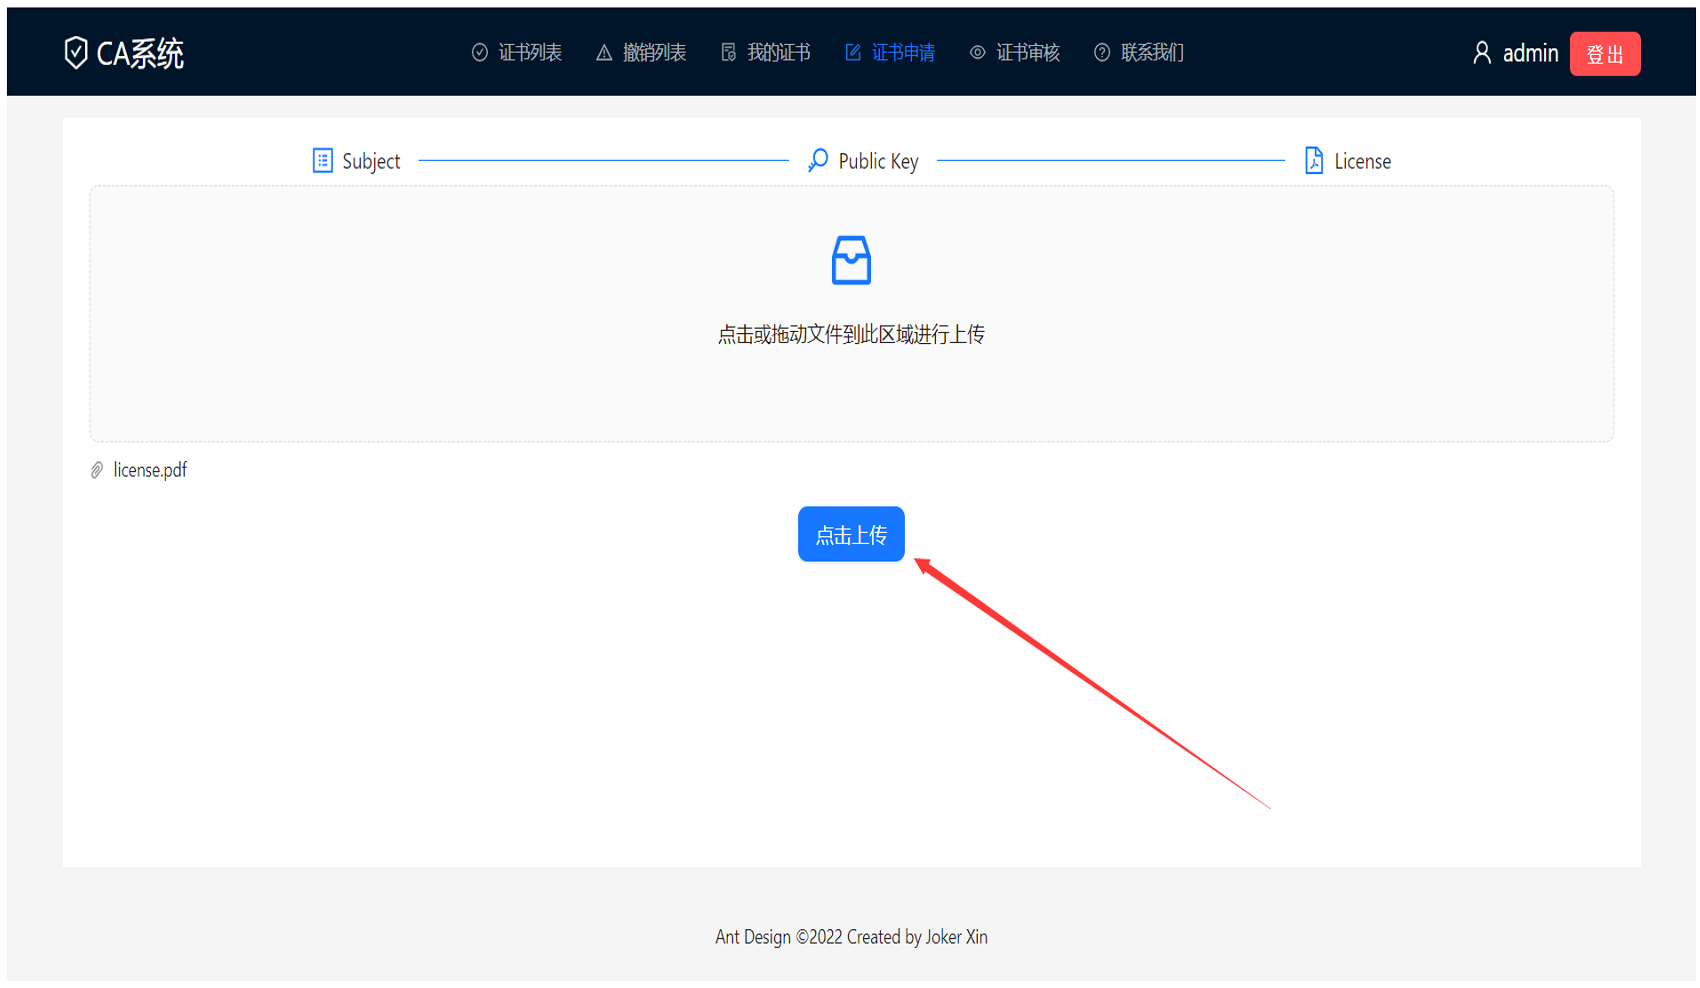 CA系统 证书列表 撤销列表 我的证书 证书申请 证书审核 联系我们 admin 登出
Subject Public Key License
点击或拖动文件到此区域进行上传
license.pdf
点击上传
Ant Design ©2022 Created by Joker Xin